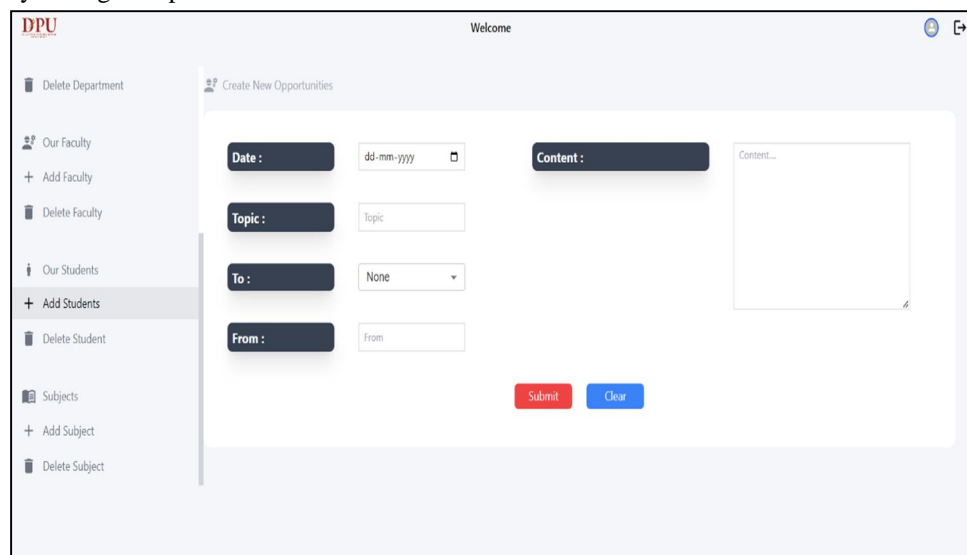 DPU
Welcome
Delete Department
Our Faculty
Add Faculty
Delete Faculty
Our Students
Add Students
Delete Student
Subjects
Add Subject
Delete Subject
Create New Opportunities
Date :
dd-mm-yyyy
Topic :
Topic
To :
None
From :
From
Content :
Content...
Submit
Clear